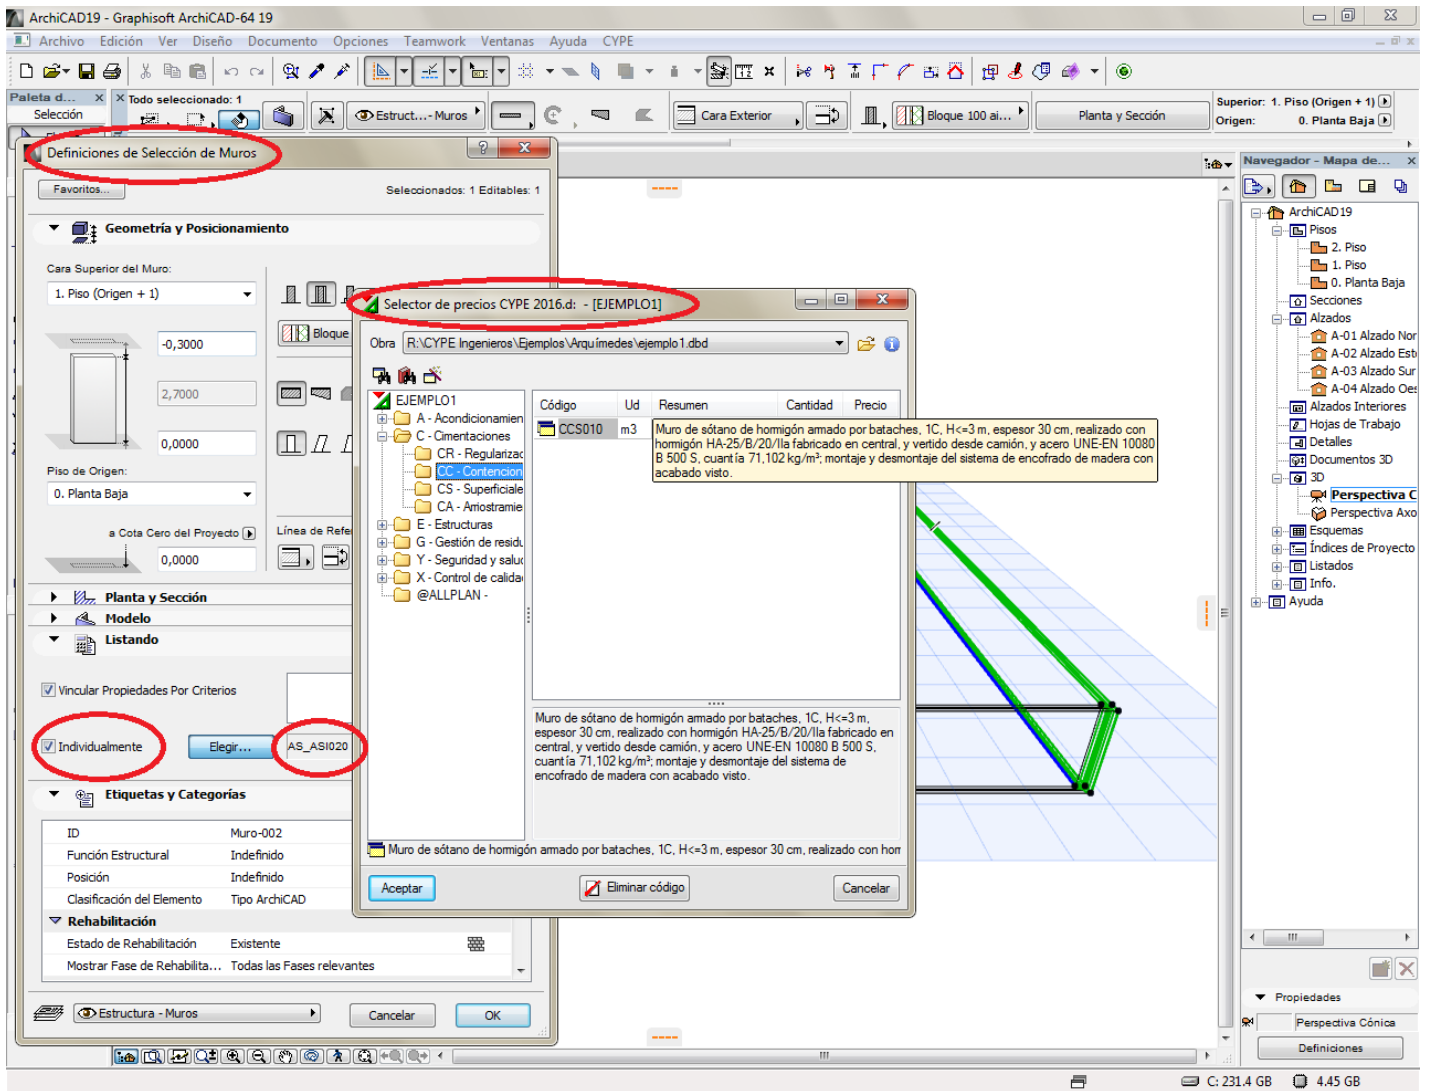 ArchiCAD19 - Graphisoft ArchiCAD-64 19
Archivo Edición Ver Diseño Documento Opciones Teamwork Ventanas Ayuda CYPE
Paleta d...
Selección
Todo seleccionado: 1
Estruct...- Muros
Cara Exterior
Bloque 100 ai...
Planta y Sección
Superior: 1. Piso (Origen + 1)
Origen: 0. Planta Baja
Definiciones de Selección de Muros
Favoritos...
Seleccionados: 1 Editables: 1
Geometría y Posicionamiento
Cara Superior del Muro:
1. Piso (Origen + 1)
Bloque
-0,3000
2,7000
0,0000
Piso de Origen:
0. Planta Baja
a Cota Cero del Proyecto
Línea de Refe
0,0000
Planta y Sección
Modelo
Listando
Vincular Propiedades Por Criterios
Individualmente
Elegir...
AS_ASI020
Etiquetas y Categorías
ID Muro-002
Función Estructural Indefinido
Posición Indefinido
Clasificación del Elemento Tipo ArchiCAD
Rehabilitación
Estado de Rehabilitación Existente
Mostrar Fase de Rehabilita... Todas las Fases relevantes
Estructura - Muros
Cancelar
OK
Selector de precios CYPE 2016.d: - [EJEMPLO1]
Obra R:\CYPE Ingenieros\Ejemplos\Arquímedes\ejemplo1.dbd
EJEMPLO1
A - Acondicionamien
C - Cimentaciones
CR - Regularizac
CC - Contencion
CS - Superficiale
CA - Arriostramie
E - Estructuras
G - Gestión de residu
Y - Seguridad y salud
X - Control de calidad
@ALLPLAN -
Código Ud Resumen Cantidad Precio
CCS010 m3
Muro de sótano de hormigón armado por bataches, 1C, H<=3 m, espesor 30 cm, realizado con
hormigón HA-25/B/20/IIa fabricado en central, y vertido desde camión, y acero UNE-EN 10080
B 500 S, cuantía 71,102 kg/m³; montaje y desmontaje del sistema de encofrado de madera con
acabado visto.
Muro de sótano de hormigón armado por bataches, 1C, H<=3 m,
espesor 30 cm, realizado con hormigón HA-25/B/20/IIa fabricado en
central, y vertido desde camión, y acero UNE-EN 10080 B 500 S,
cuantía 71,102 kg/m³; montaje y desmontaje del sistema de
encofrado de madera con acabado visto.
Muro de sótano de hormigón armado por bataches, 1C, H<=3 m, espesor 30 cm, realizado con horr
Aceptar
Eliminar código
Cancelar
Navegador - Mapa de...
ArchiCAD19
Pisos
2. Piso
1. Piso
0. Planta Baja
Secciones
Alzados
A-01 Alzado Nor
A-02 Alzado Est
A-03 Alzado Sur
A-04 Alzado Oes
Alzados Interiores
Hojas de Trabajo
Detalles
Documentos 3D
3D
Perspectiva C
Perspectiva Axo
Esquemas
Índices de Proyecto
Listados
Info.
Ayuda
Propiedades
Perspectiva Cónica
Definiciones
C: 231.4 GB
4.45 GB